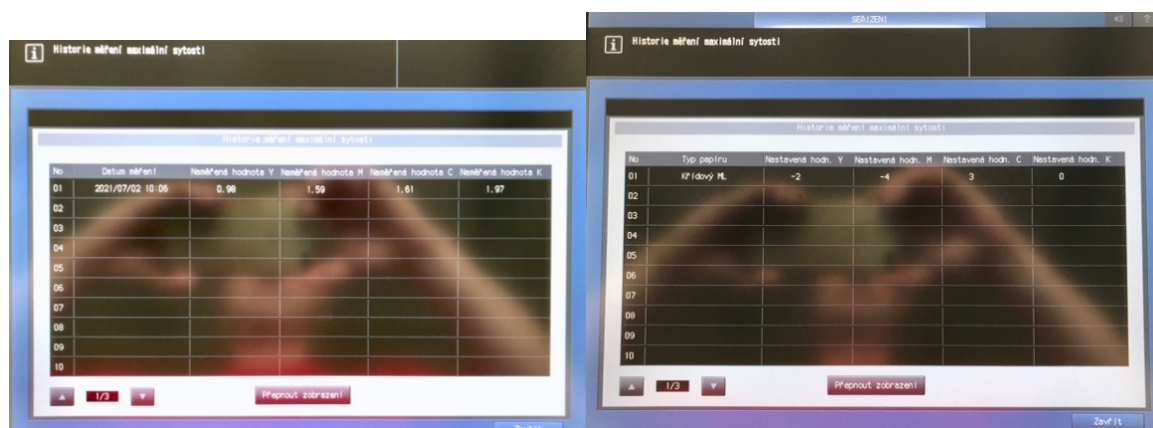 Historie měření maximální sytosti
Historie měření maximální sytosti
No Datum měření Naměřená hodnota Y Naměřená hodnota M Naměřená hodnota C Naměřená hodnota K
01 2021/07/02 10:06 0.98 1.59 1.61 1.97
02
03
04
05
06
07
08
09
10
1/3 Přepnout zobrazení
Zavřít
SEŘÍZENÍ ?
Historie měření maximální sytosti
Historie měření maximální sytosti
No Typ papíru Nastavená hodn. Y Nastavená hodn. M Nastavená hodn. C Nastavená hodn. K
01 Křídový ML -2 -4 3 0
02
03
04
05
06
07
08
09
10
1/3 Přepnout zobrazení
Zavřít